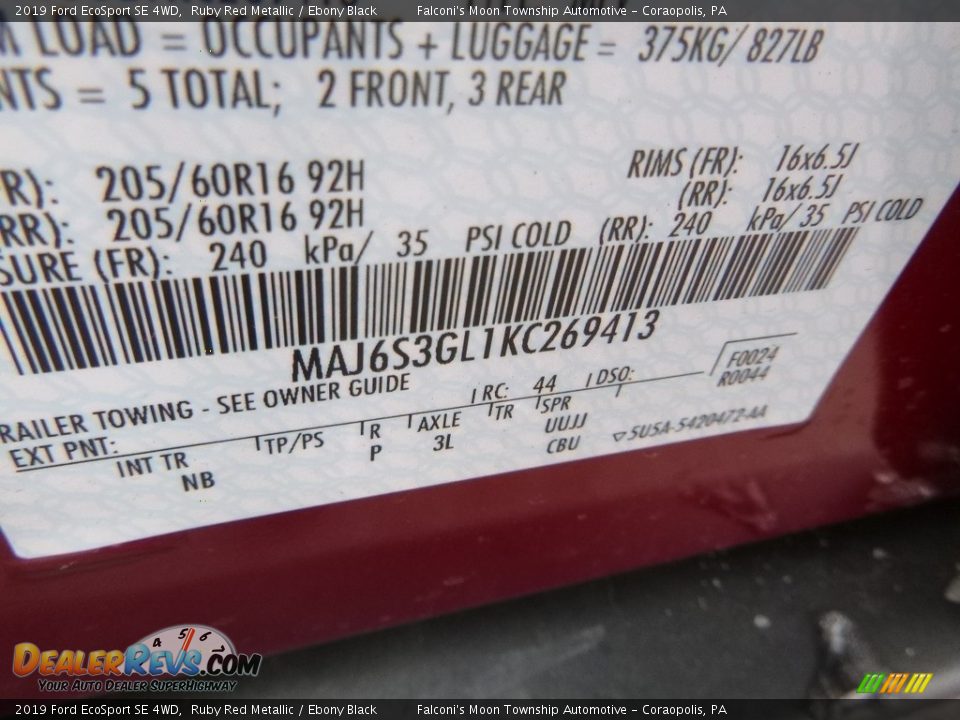 2019 Ford EcoSport SE 4WD, Ruby Red Metallic / Ebony Black Falconi's Moon Township Automotive - Coraopolis, PA
M LOAD = OCCUPANTS + LUGGAGE = 375KG/ 827LB
NTS = 5 TOTAL; 2 FRONT, 3 REAR
R): 205/60R16 92H RIMS (FR): 16x6.5J
RR): 205/60R16 92H (RR): 16x6.5J
SURE (FR): 240 kPa/ 35 PSI COLD (RR): 240 kPa/ 35 PSI COLD
MAJ6S3GL1KC269413
RAILER TOWING - SEE OWNER GUIDE
F0024
R0044
EXT PNT: RC: 44 DSO:
INT TR TP/PS R AXLE TR SPR
NB P 3L UUJJ
CBU
SU5A-5420472-AA
4 5 6
DEALERREVS.COM
YOUR AUTO DEALER SUPERHIGHWAY
2019 Ford EcoSport SE 4WD, Ruby Red Metallic / Ebony Black Falconi's Moon Township Automotive - Coraopolis, PA